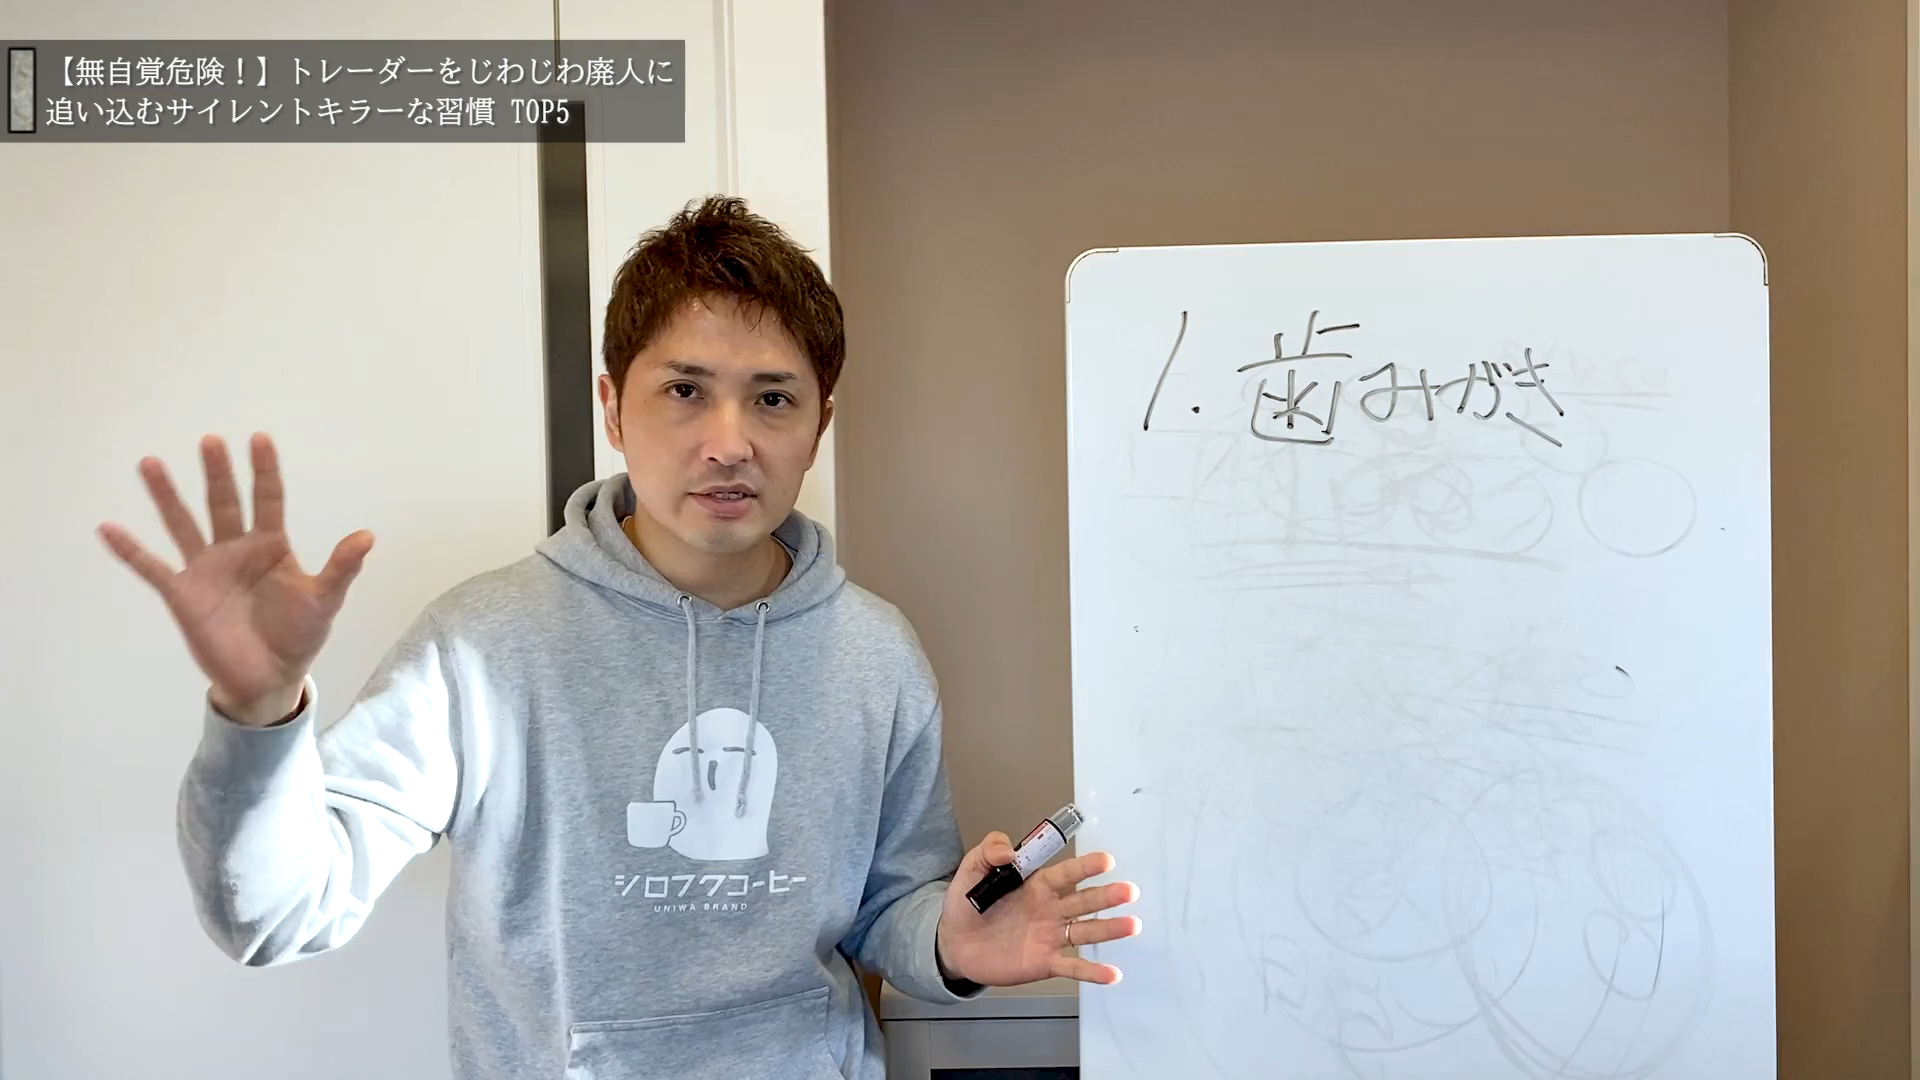 【無自覚危険！】トレーダーをじわじわ廃人に
追い込むサイレントキラーな習慣 TOP5
1. 歯みがき
シロフクコーヒー
UNIWA BRAND